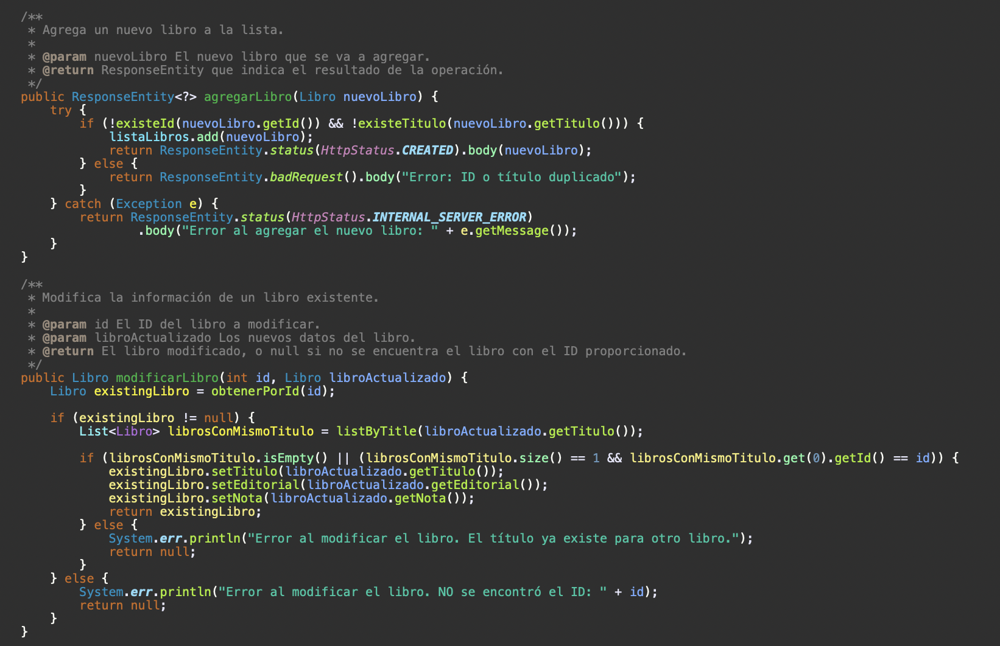 /**
 * Agrega un nuevo libro a la lista.
 *
 * @param nuevoLibro El nuevo libro que se va a agregar.
 * @return ResponseEntity que indica el resultado de la operación.
 */
public ResponseEntity<?> agregarLibro(Libro nuevoLibro) {
    try {
        if (!existeId(nuevoLibro.getId()) && !existeTitulo(nuevoLibro.getTitulo())) {
            listaLibros.add(nuevoLibro);
            return ResponseEntity.status(HttpStatus.CREATED).body(nuevoLibro);
        } else {
            return ResponseEntity.badRequest().body("Error: ID o título duplicado");
        }
    } catch (Exception e) {
        return ResponseEntity.status(HttpStatus.INTERNAL_SERVER_ERROR)
                .body("Error al agregar el nuevo libro: " + e.getMessage());
    }
}

/**
 * Modifica la información de un libro existente.
 *
 * @param id El ID del libro a modificar.
 * @param libroActualizado Los nuevos datos del libro.
 * @return El libro modificado, o null si no se encuentra el libro con el ID proporcionado.
 */
public Libro modificarLibro(int id, Libro libroActualizado) {
    Libro existingLibro = obtenerPorId(id);

    if (existingLibro != null) {
        List<Libro> librosConMismoTitulo = listByTitle(libroActualizado.getTitulo());

        if (librosConMismoTitulo.isEmpty() || (librosConMismoTitulo.size() == 1 && librosConMismoTitulo.get(0).getId() == id)) {
            existingLibro.setTitulo(libroActualizado.getTitulo());
            existingLibro.setEditorial(libroActualizado.getEditorial());
            existingLibro.setNota(libroActualizado.getNota());
            return existingLibro;
        } else {
            System.err.println("Error al modificar el libro. El título ya existe para otro libro.");
            return null;
        }
    } else {
        System.err.println("Error al modificar el libro. NO se encontró el ID: " + id);
        return null;
    }
}